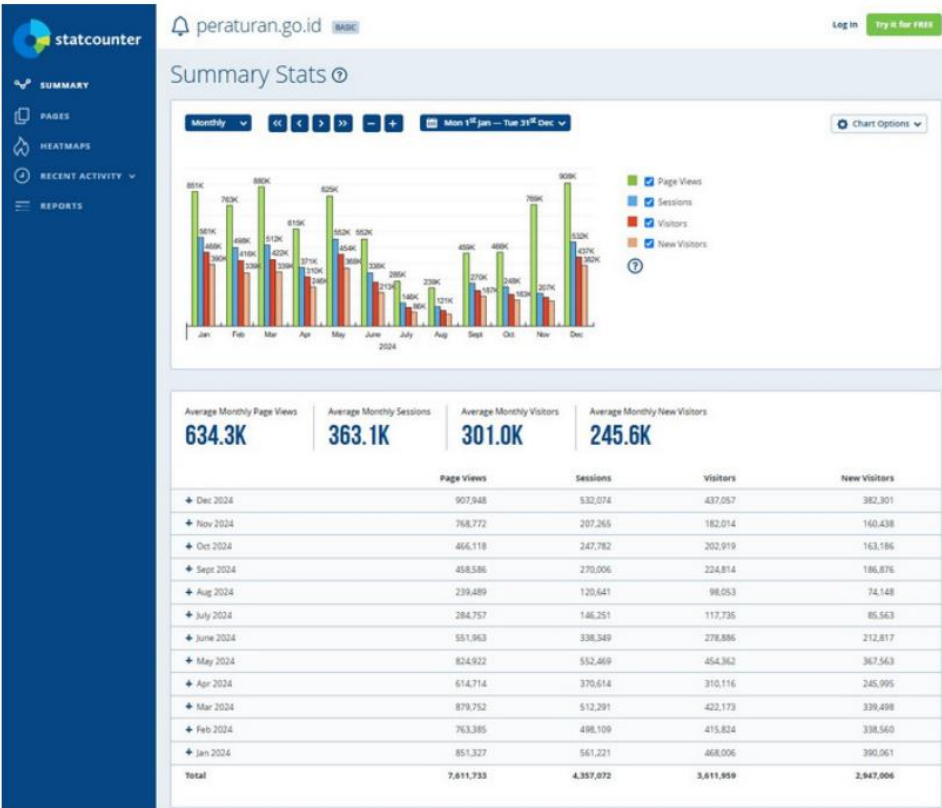 statcounter
peraturan.go.id BASIC
Log In Try it for FREE
SUMMARY
PAGES
HEATMAPS
RECENT ACTIVITY
REPORTS
Summary Stats
Monthly « < > » − + Mon 1st Jan — Tue 31st Dec Chart Options
851K 763K 880K 615K 825K 552K 285K 239K 459K 466K 769K 908K
561K 498K 512K 371K 552K 338K 146K 121K 270K 248K 207K 532K
468K 416K 422K 310K 454K 437K
390K 339K 339K 246K 368K 213K 86K 187K 163K 382K
Jan Feb Mar Apr May June July Aug Sept Oct Nov Dec
2024
Page Views
Sessions
Visitors
New Visitors
Average Monthly Page Views Average Monthly Sessions Average Monthly Visitors Average Monthly New Visitors
634.3K 363.1K 301.0K 245.6K
Page Views Sessions Visitors New Visitors
+ Dec 2024 907,948 532,074 437,057 382,301
+ Nov 2024 768,772 207,265 182,014 160,438
+ Oct 2024 466,118 247,782 202,919 163,186
+ Sept 2024 458,586 270,006 224,814 186,876
+ Aug 2024 239,489 120,641 98,053 74,148
+ July 2024 284,757 146,251 117,735 85,563
+ June 2024 551,963 338,349 278,886 212,817
+ May 2024 824,922 552,469 454,362 367,563
+ Apr 2024 614,714 370,614 310,116 245,995
+ Mar 2024 879,752 512,291 422,173 339,498
+ Feb 2024 763,385 498,109 415,824 338,560
+ Jan 2024 851,327 561,221 468,006 390,061
Total 7,611,733 4,357,072 3,611,959 2,947,006